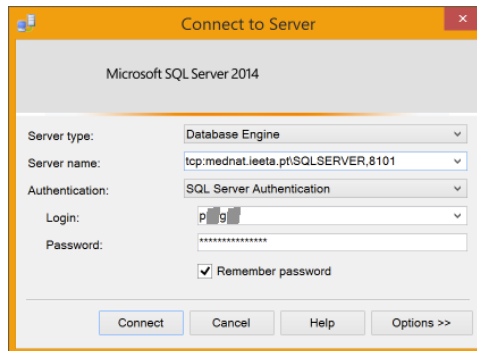 Connect to Server
Microsoft SQL Server 2014
Server type: Database Engine
Server name: tcp:mednat.ieeta.pt\SQLSERVER,8101
Authentication: SQL Server Authentication
Login: p g
Password: ***************
Remember password
Connect Cancel Help Options >>